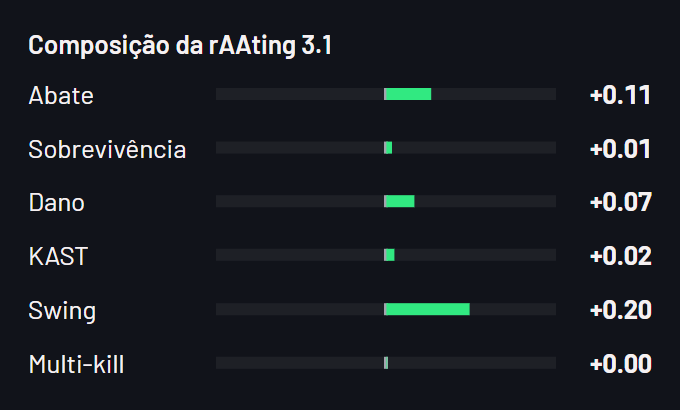 Composição da rAAting 3.1
Abate +0.11
Sobrevivência +0.01
Dano +0.07
KAST +0.02
Swing +0.20
Multi-kill +0.00